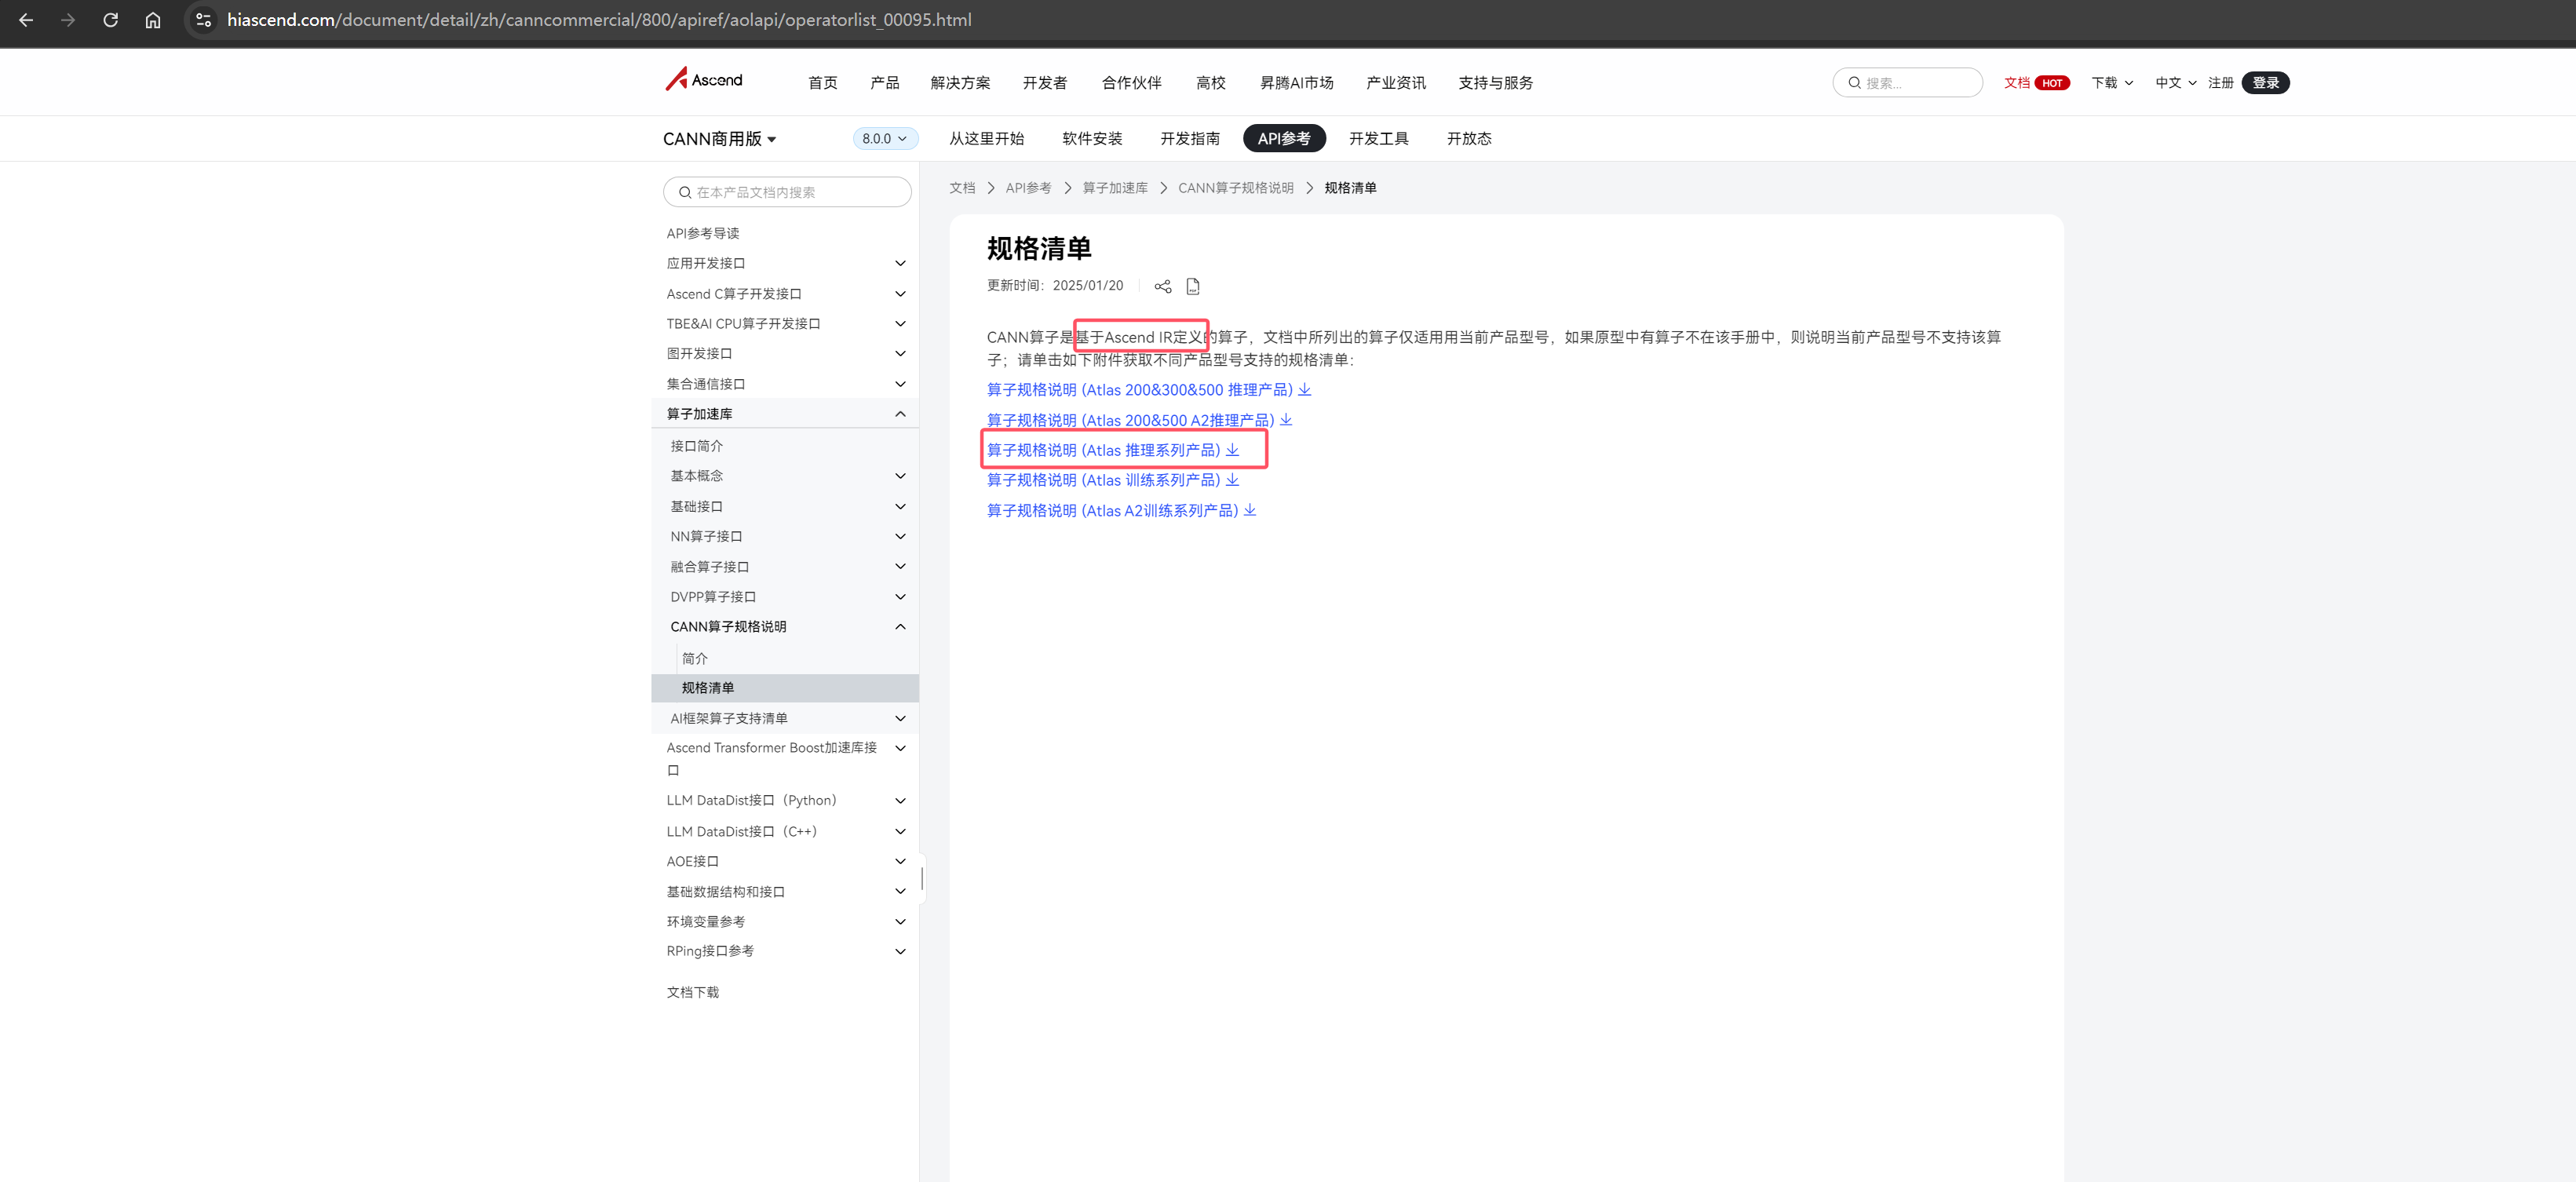 hiascend.com/document/detail/zh/canncommercial/800/apiref/aolapi/operatorlist_00095.html
Ascend
首页
产品
解决方案
开发者
合作伙伴
高校
昇腾AI市场
产业资讯
支持与服务
搜索...
文档 HOT
下载
中文
注册
登录
CANN商用版
8.0.0
从这里开始
软件安装
开发指南
API参考
开发工具
开放态
在本产品文档内搜索
API参考导读
应用开发接口
Ascend C算子开发接口
TBE&AI CPU算子开发接口
图开发接口
集合通信接口
算子加速库
接口简介
基本概念
基础接口
NN算子接口
融合算子接口
DVPP算子接口
CANN算子规格说明
简介
规格清单
AI框架算子支持清单
Ascend Transformer Boost加速库接
口
LLM DataDist接口（Python）
LLM DataDist接口（C++）
AOE接口
基础数据结构和接口
环境变量参考
RPing接口参考
文档下载
文档 > API参考 > 算子加速库 > CANN算子规格说明 > 规格清单
规格清单
更新时间：2025/01/20
CANN算子是基于Ascend IR定义的算子，文档中所列出的算子仅适用用当前产品型号，如果原型中有算子不在该手册中，则说明当前产品型号不支持该算
子；请单击如下附件获取不同产品型号支持的规格清单：
算子规格说明 (Atlas 200&300&500 推理产品)
算子规格说明 (Atlas 200&500 A2推理产品)
算子规格说明 (Atlas 推理系列产品)
算子规格说明 (Atlas 训练系列产品)
算子规格说明 (Atlas A2训练系列产品)